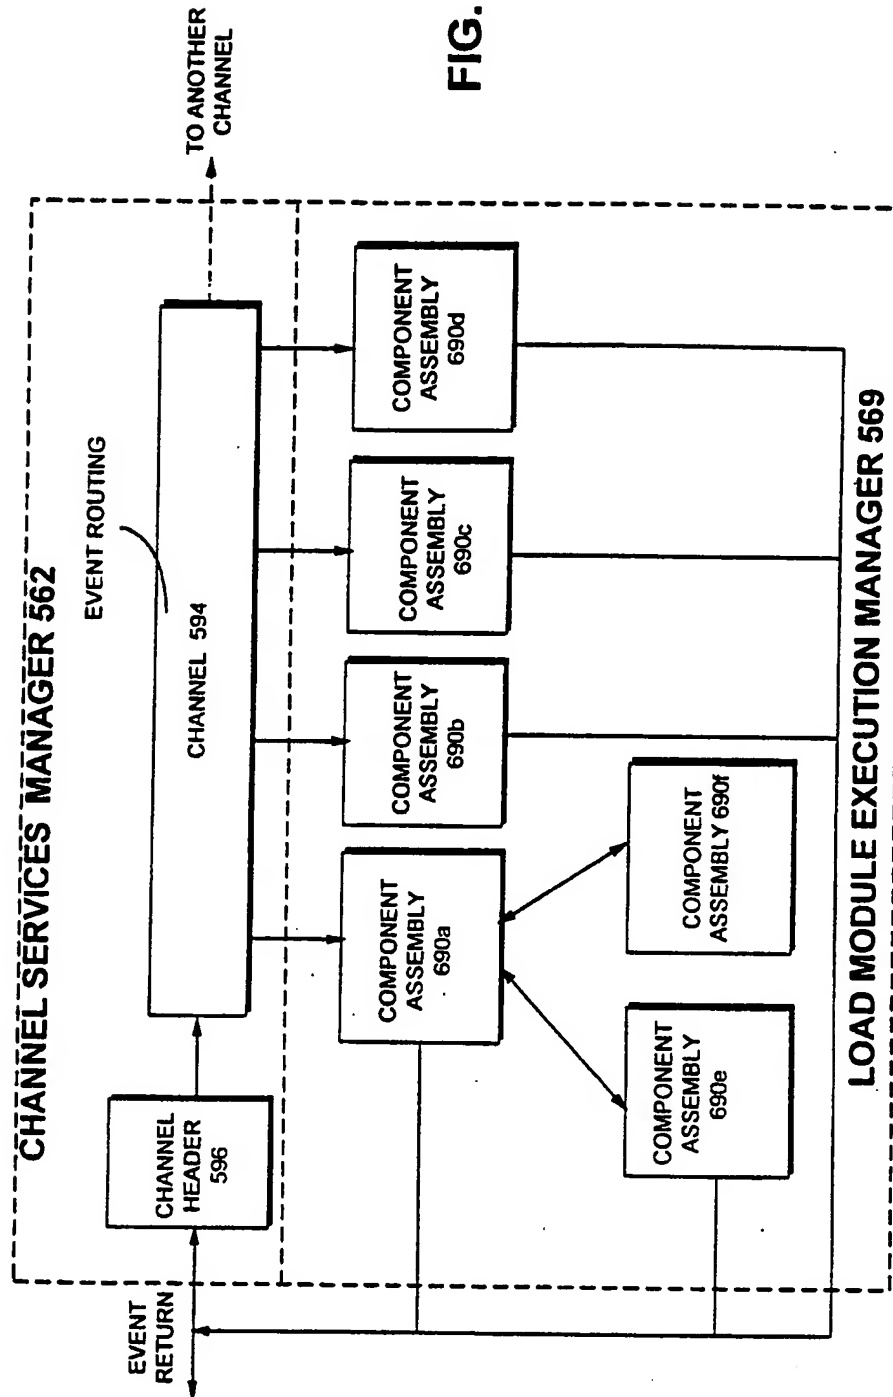 CHANNEL SERVICES MANAGER 562
EVENT ROUTING
EVENT
RETURN
CHANNEL
HEADER
596
CHANNEL 594
TO ANOTHER
CHANNEL
COMPONENT
ASSEMBLY
690a
COMPONENT
ASSEMBLY
690b
COMPONENT
ASSEMBLY
690c
COMPONENT
ASSEMBLY
690d
COMPONENT
ASSEMBLY
690e
COMPONENT
ASSEMBLY 690f
LOAD MODULE EXECUTION MANAGER 569
FIG.